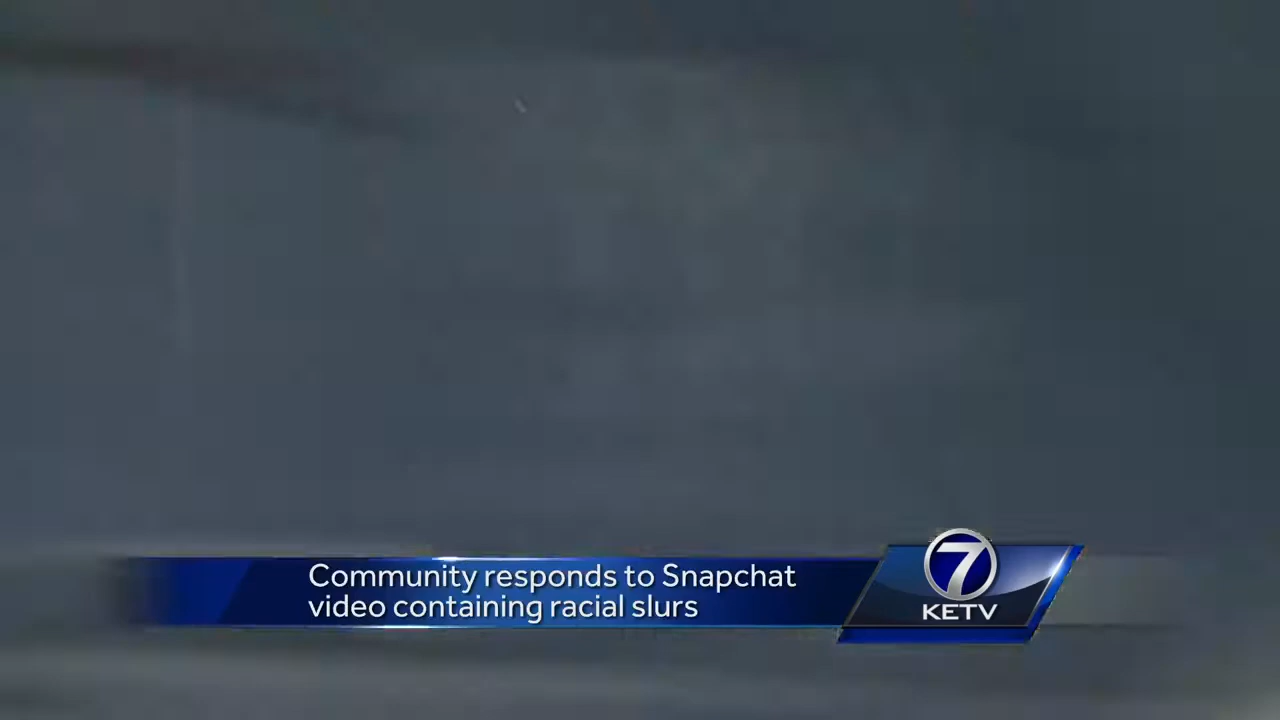 Community responds to Snapchat
video containing racial slurs
7
KETV